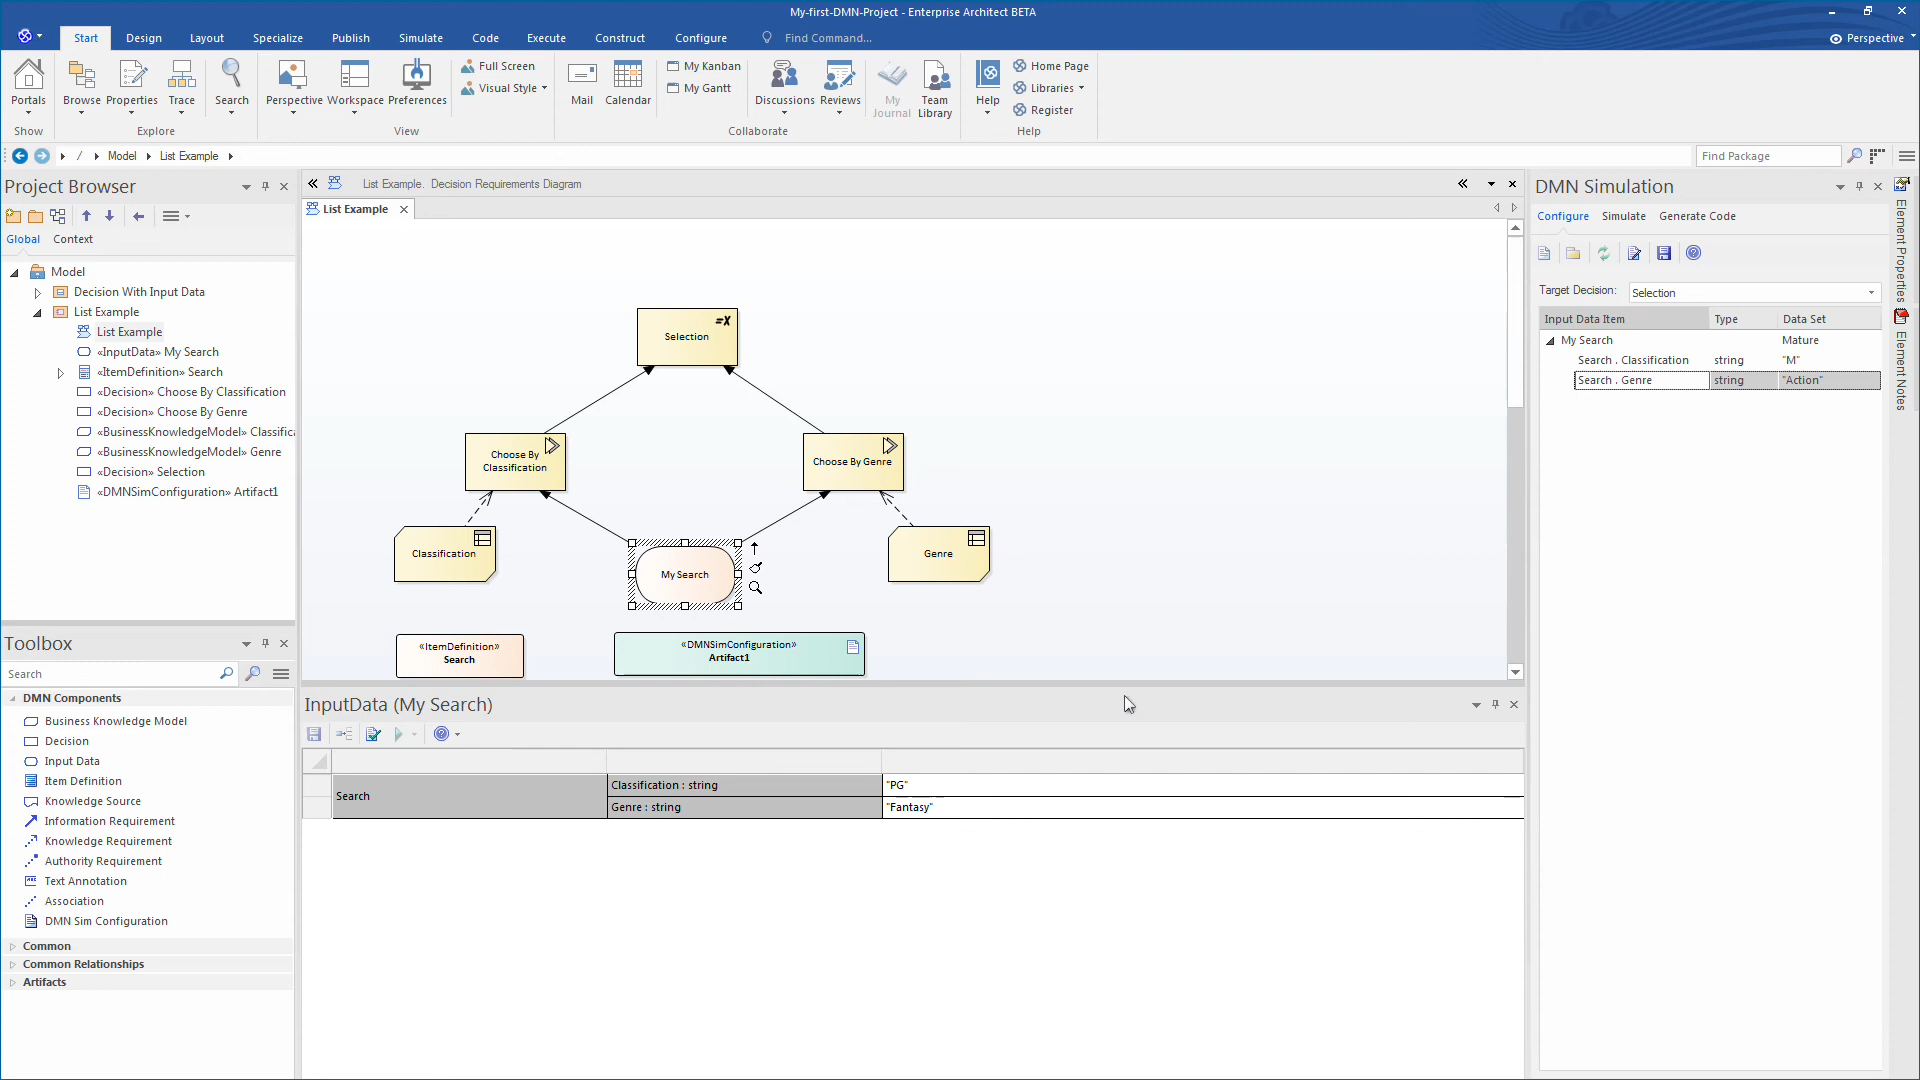 My-first-DMN-Project - Enterprise Architect BETA
Start Design Layout Specialize Publish Simulate Code Execute Construct Configure Find Command... Perspective
Portals Browse Properties Trace Search Perspective Workspace Preferences Full Screen Visual Style Mail Calendar My Kanban My Gantt Discussions Reviews My Journal Team Library Help Home Page Libraries Register
Show Explore View Collaborate Help
/ Model List Example Find Package
Project Browser
Global Context
Model
Decision With Input Data
List Example
List Example
«InputData» My Search
«ItemDefinition» Search
«Decision» Choose By Classification
«Decision» Choose By Genre
«BusinessKnowledgeModel» Classifica
«BusinessKnowledgeModel» Genre
«Decision» Selection
«DMNSimConfiguration» Artifact1
Toolbox
Search
DMN Components
Business Knowledge Model
Decision
Input Data
Item Definition
Knowledge Source
Information Requirement
Knowledge Requirement
Authority Requirement
Text Annotation
Association
DMN Sim Configuration
Common
Common Relationships
Artifacts
List Example. Decision Requirements Diagram
List Example
=X
Selection
Choose By
Classification
Choose By Genre
Classification
My Search
Genre
«ItemDefinition»
Search
«DMNSimConfiguration»
Artifact1
InputData (My Search)
Search
Classification : string "PG"
Genre : string "Fantasy"
DMN Simulation
Configure Simulate Generate Code
Target Decision: Selection
Input Data Item Type Data Set
My Search Mature
Search . Classification string "M"
Search . Genre string "Action"
Element Properties
Element Notes